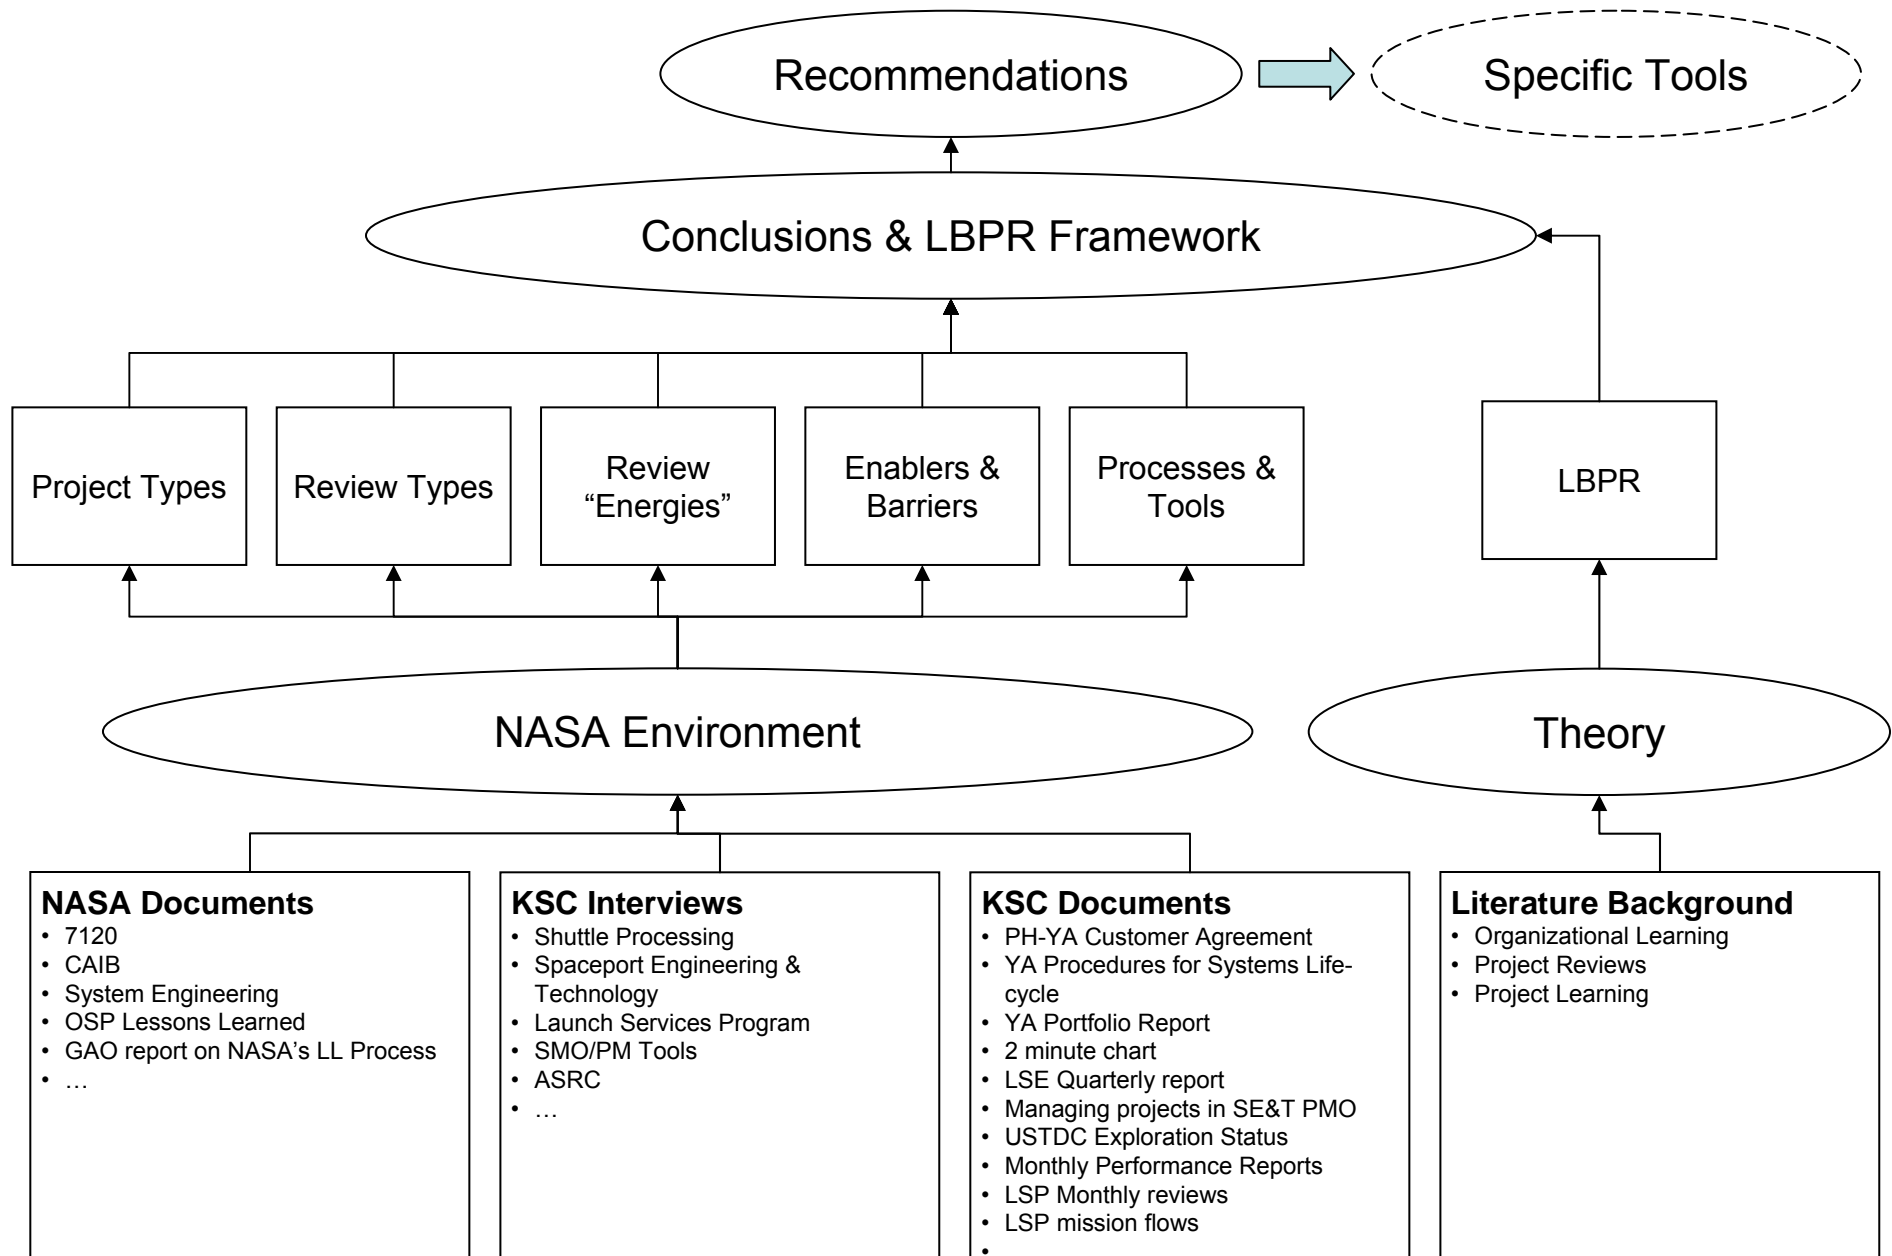 Recommendations
Specific Tools
Conclusions & LBPR Framework
Project Types
Review Types
Review
“Energies”
Enablers &
Barriers
Processes &
Tools
LBPR
NASA Environment
Theory
NASA Documents
• 7120
• CAIB
• System Engineering
• OSP Lessons Learned
• GAO report on NASA’s LL Process
• …
KSC Interviews
• Shuttle Processing
• Spaceport Engineering &
Technology
• Launch Services Program
• SMO/PM Tools
• ASRC
• …
KSC Documents
• PH-YA Customer Agreement
• YA Procedures for Systems Life-
cycle
• YA Portfolio Report
• 2 minute chart
• LSE Quarterly report
• Managing projects in SE&T PMO
• USTDC Exploration Status
• Monthly Performance Reports
• LSP Monthly reviews
• LSP mission flows
•
Literature Background
• Organizational Learning
• Project Reviews
• Project Learning